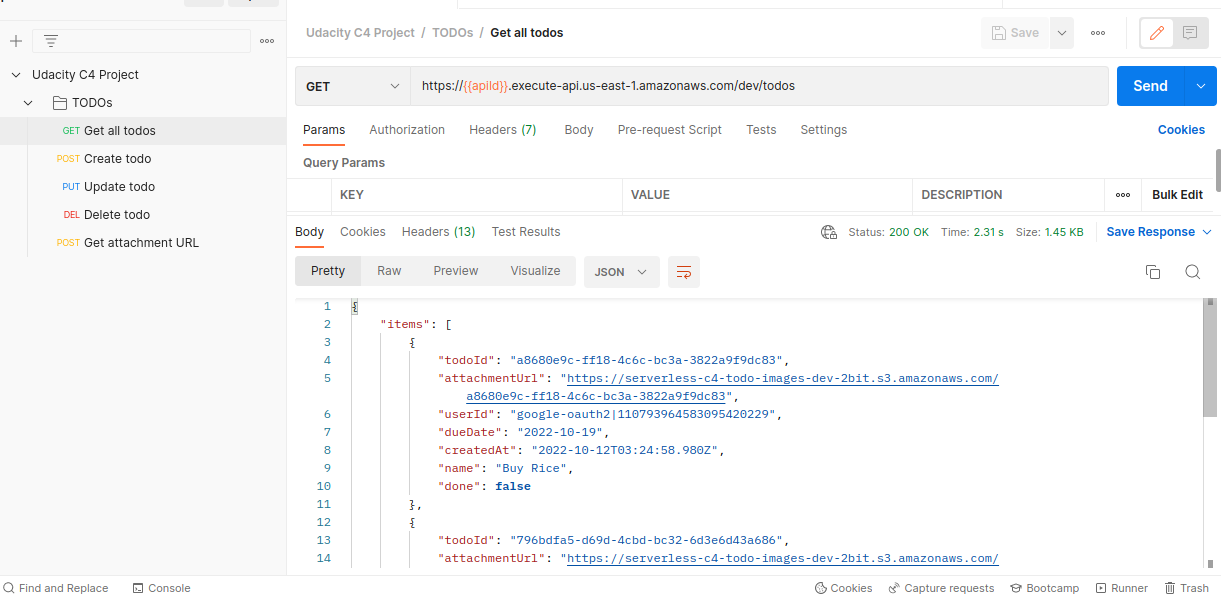 Udacity C4 Project
TODOs
GET Get all todos
POST Create todo
PUT Update todo
DEL Delete todo
POST Get attachment URL
Udacity C4 Project / TODOs / Get all todos
Save
GET https://{{apiId}}.execute-api.us-east-1.amazonaws.com/dev/todos Send
Params Authorization Headers (7) Body Pre-request Script Tests Settings Cookies
Query Params
KEY VALUE DESCRIPTION Bulk Edit
Body Cookies Headers (13) Test Results Status: 200 OK Time: 2.31 s Size: 1.45 KB Save Response
Pretty Raw Preview Visualize JSON
1 {
2 "items": [
3 {
4 "todoId": "a8680e9c-ff18-4c6c-bc3a-3822a9f9dc83",
5 "attachmentUrl": "https://serverless-c4-todo-images-dev-2bit.s3.amazonaws.com/
a8680e9c-ff18-4c6c-bc3a-3822a9f9dc83",
6 "userId": "google-oauth2|110793964583095420229",
7 "dueDate": "2022-10-19",
8 "createdAt": "2022-10-12T03:24:58.980Z",
9 "name": "Buy Rice",
10 "done": false
11 },
12 {
13 "todoId": "796bdfa5-d69d-4cbd-bc32-6d3e6d43a686",
14 "attachmentUrl": "https://serverless-c4-todo-images-dev-2bit.s3.amazonaws.com/
Find and Replace Console Cookies Capture requests Bootcamp Runner Trash